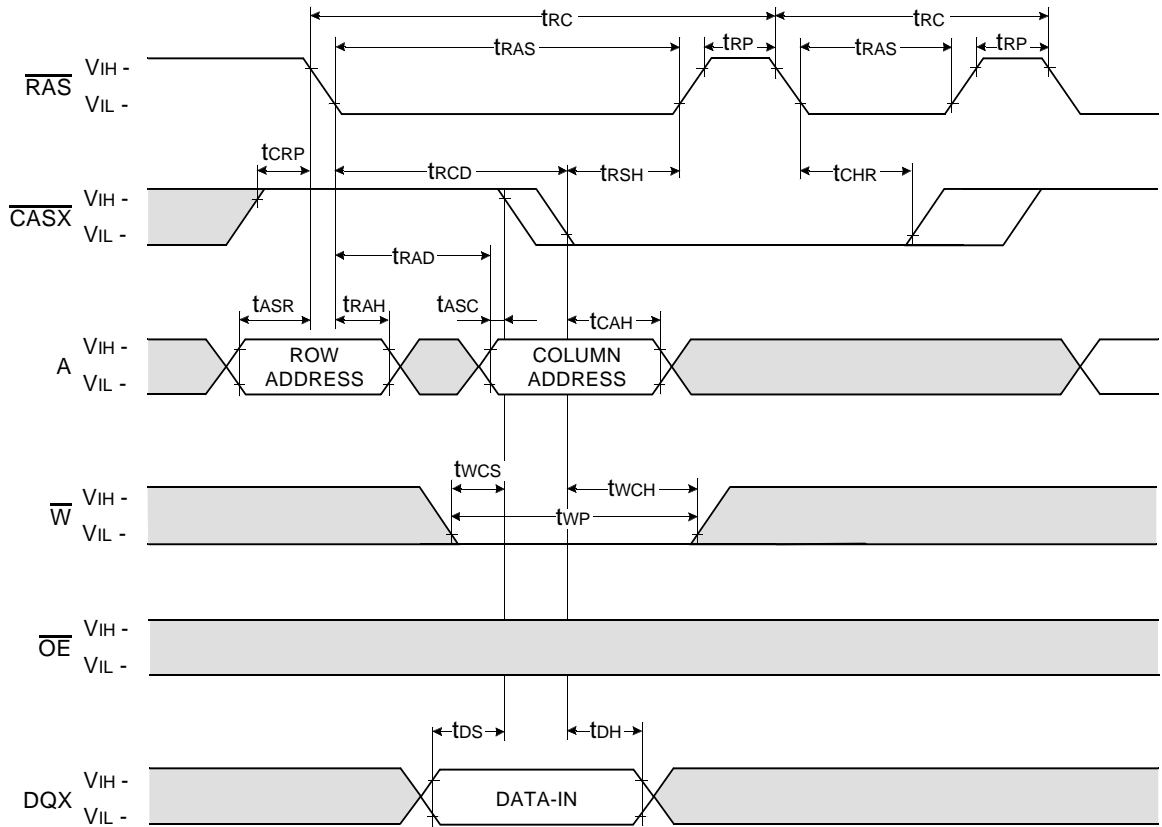 tRC tRC
tRAS tRP tRAS tRP
RAS VIH -
VIL -
tCRP tRCD tRSH tCHR
CASX VIH -
VIL -
tRAD
tASR tRAH tASC tCAH
A VIH -
VIL -
ROW
ADDRESS
COLUMN
ADDRESS
tWCS tWCH
tWP
W VIH -
VIL -
OE VIH -
VIL -
tDS tDH
DQX VIH -
VIL -
DATA-IN